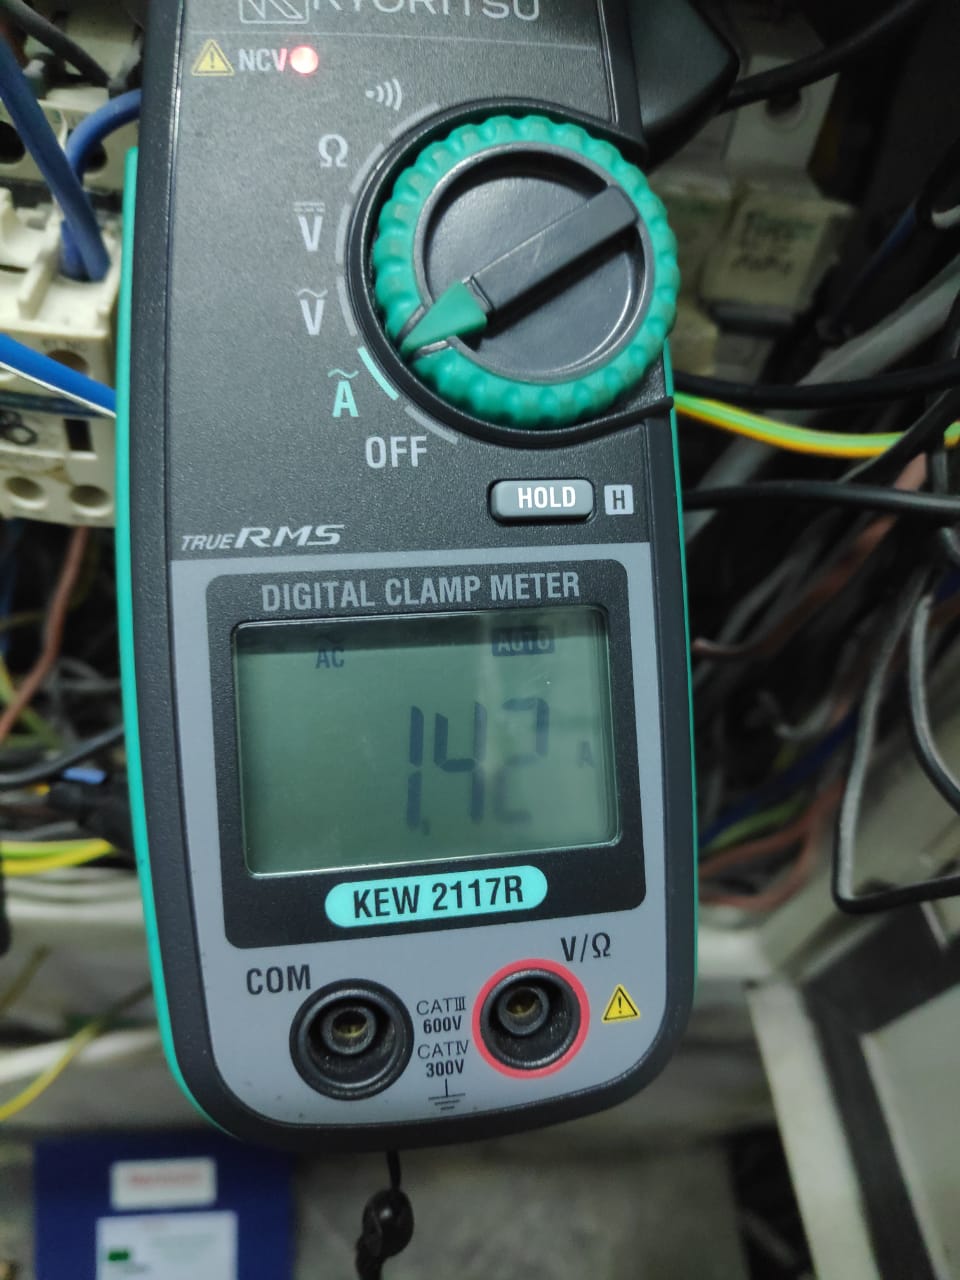 KYORITSU
NCV
Ω
V
V
A
OFF
HOLD H
TRUE RMS
DIGITAL CLAMP METER
AC AUTO
1.42 A
KEW 2117R
COM V/Ω
CAT III
600V
CAT IV
300V